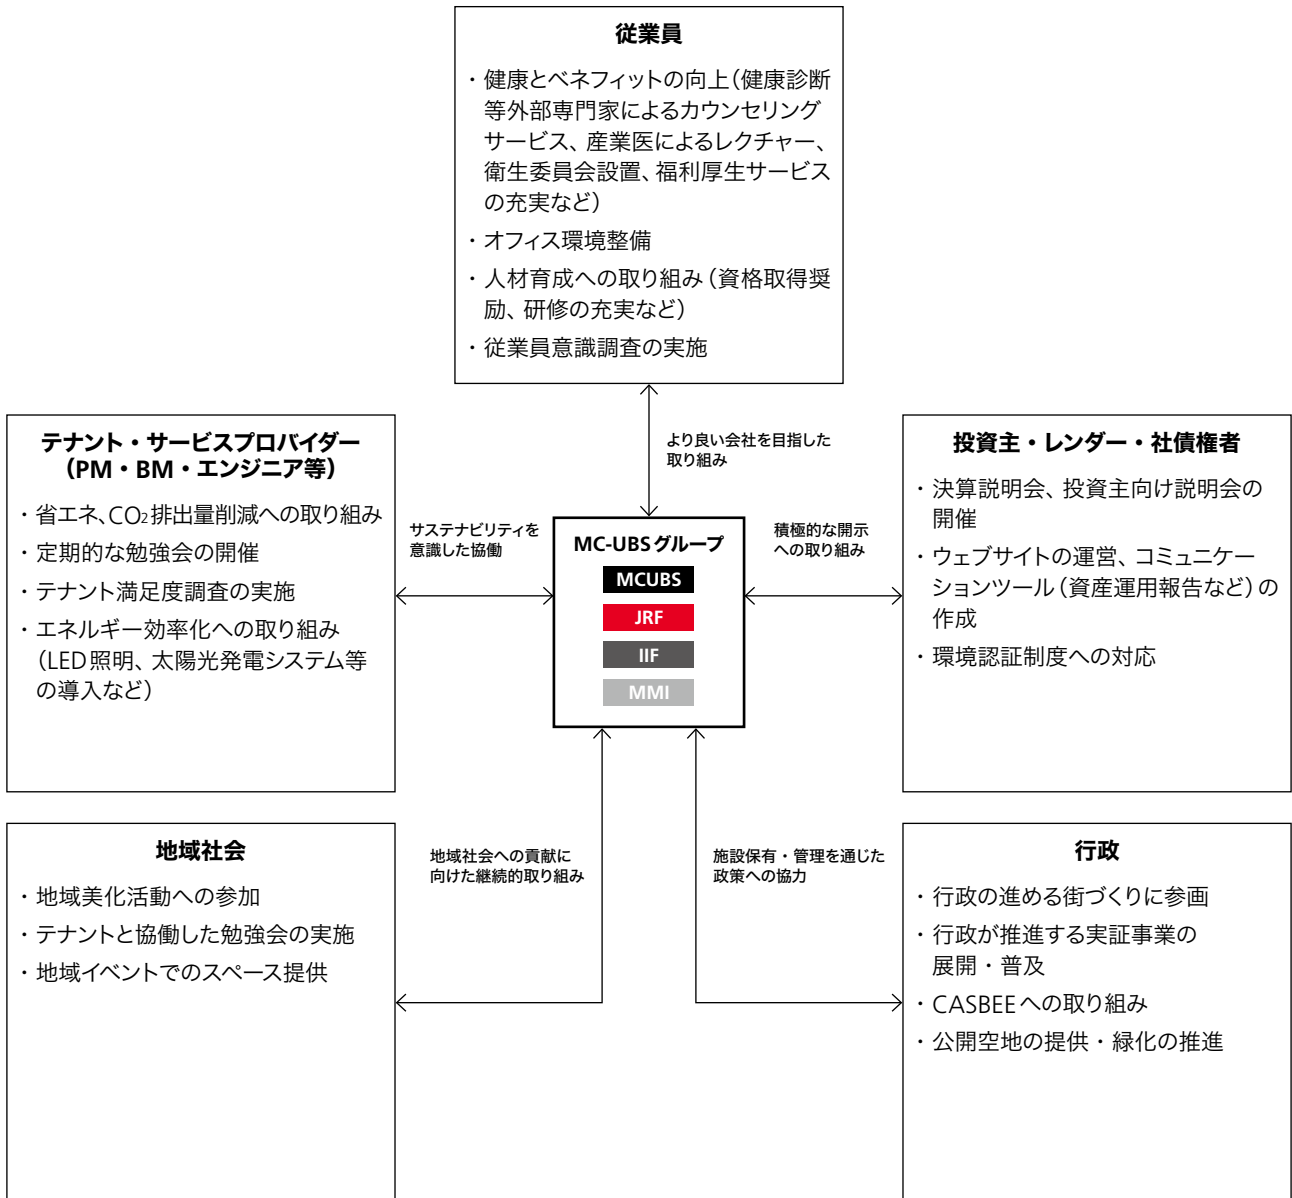 従業員
・健康とベネフィットの向上（健康診断
等外部専門家によるカウンセリング
サービス、産業医によるレクチャー、
衛生委員会設置、福利厚生サービス
の充実など）
・オフィス環境整備
・人材育成への取り組み（資格取得奨
励、研修の充実など）
・従業員意識調査の実施
より良い会社を目指した
取り組み
テナント・サービスプロバイダー
（PM・BM・エンジニア等）
・省エネ、CO₂排出量削減への取り組み
・定期的な勉強会の開催
・テナント満足度調査の実施
・エネルギー効率化への取り組み
（LED照明、太陽光発電システム等
の導入など）
サステナビリティを
意識した協働
MC-UBSグループ
MCUBS
JRF
IIF
MMI
積極的な開示
への取り組み
投資主・レンダー・社債権者
・決算説明会、投資主向け説明会の
開催
・ウェブサイトの運営、コミュニケー
ションツール（資産運用報告など）の
作成
・環境認証制度への対応
地域社会
・地域美化活動への参加
・テナントと協働した勉強会の実施
・地域イベントでのスペース提供
地域社会への貢献に
向けた継続的取り組み
施設保有・管理を通じた
政策への協力
行政
・行政の進める街づくりに参画
・行政が推進する実証事業の
展開・普及
・CASBEEへの取り組み
・公開空地の提供・緑化の推進